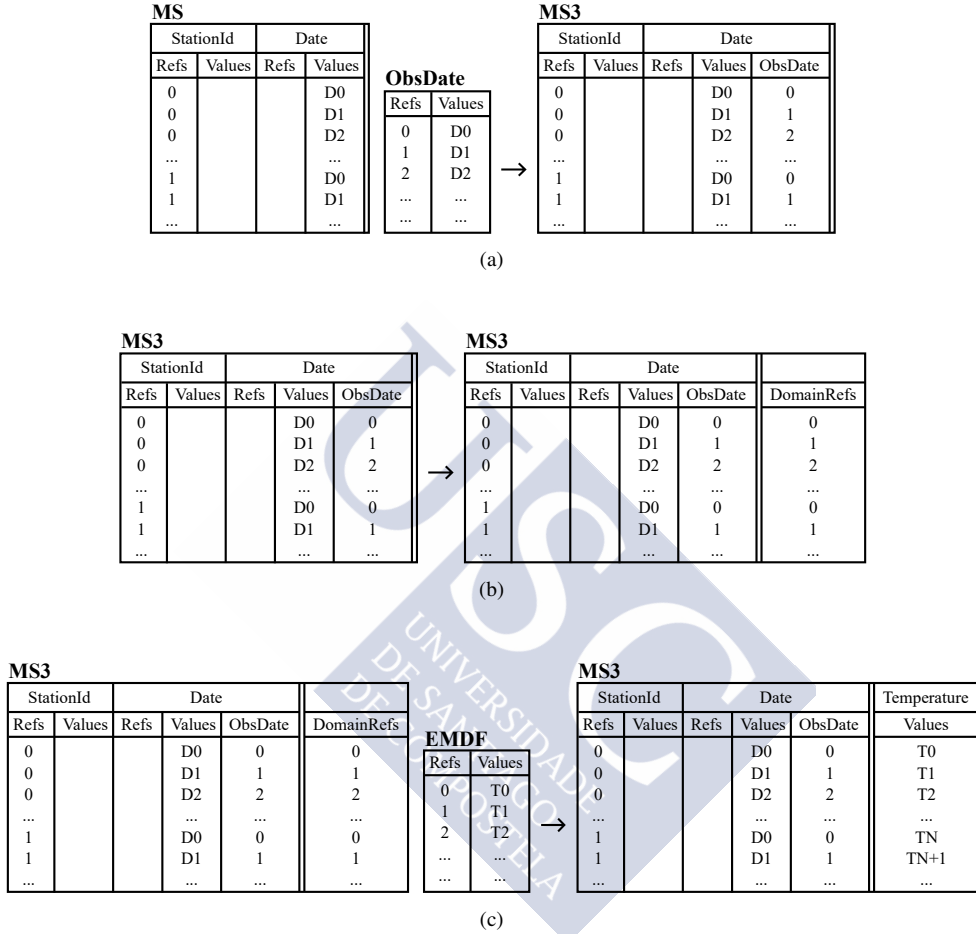 MS
StationId Date
Refs Values Refs Values
0 D0
0 D1
0 D2
... ...
1 D0
1 D1
... ...
ObsDate
Refs Values
0 D0
1 D1
2 D2
... ...
... ...
→
MS3
StationId Date
Refs Values Refs Values ObsDate
0 D0 0
0 D1 1
0 D2 2
... ... ...
1 D0 0
1 D1 1
... ... ...
(a)
MS3
StationId Date
Refs Values Refs Values ObsDate
0 D0 0
0 D1 1
0 D2 2
... ... ...
1 D0 0
1 D1 1
... ... ...
→
MS3
StationId Date
Refs Values Refs Values ObsDate DomainRefs
0 D0 0 0
0 D1 1 1
0 D2 2 2
... ... ... ...
1 D0 0 0
1 D1 1 1
... ... ... ...
(b)
MS3
StationId Date
Refs Values Refs Values ObsDate DomainRefs
0 D0 0 0
0 D1 1 1
0 D2 2 2
... ... ... ...
1 D0 0 0
1 D1 1 1
... ... ... ...
EMDF
Refs Values
0 T0
1 T1
2 T2
... ...
... ...
→
MS3
StationId Date Temperature
Refs Values Refs Values ObsDate Values
0 D0 0 T0
0 D1 1 T1
0 D2 2 T2
... ... ... ...
1 D0 0 TN
1 D1 1 TN+1
... ... ... ...
(c)
USC
UNIVERSIDADE
DE SANTIAGO
DE COMPOSTELA